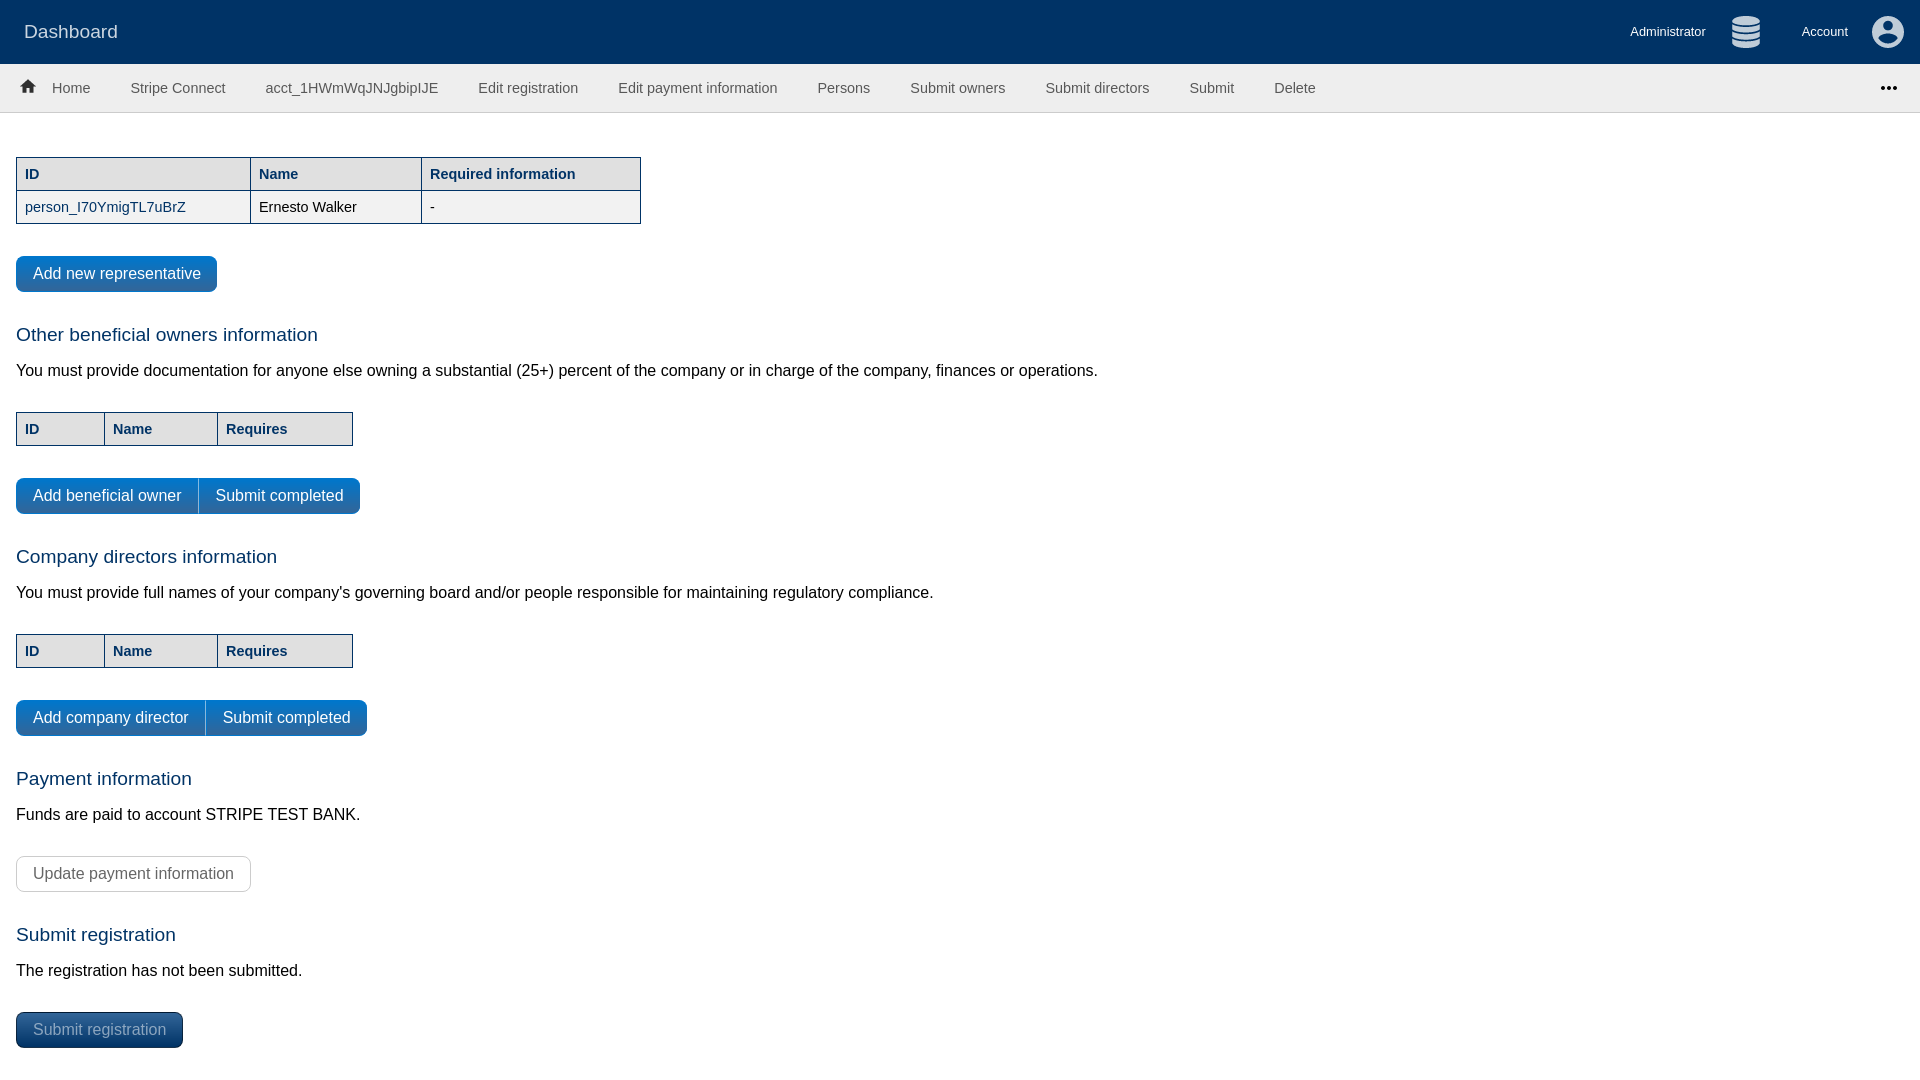 Dashboard
Administrator
Account
Home
Stripe Connect
acct_1HWmWqJNJgbipIJE
Edit registration
Edit payment information
Persons
Submit owners
Submit directors
Submit
Delete
ID Name Required information
person_I70YmigTL7uBrZ Ernesto Walker -
Add new representative
Other beneficial owners information
You must provide documentation for anyone else owning a substantial (25+) percent of the company or in charge of the company, finances or operations.
ID Name Requires
Add beneficial owner Submit completed
Company directors information
You must provide full names of your company's governing board and/or people responsible for maintaining regulatory compliance.
ID Name Requires
Add company director Submit completed
Payment information
Funds are paid to account STRIPE TEST BANK.
Update payment information
Submit registration
The registration has not been submitted.
Submit registration